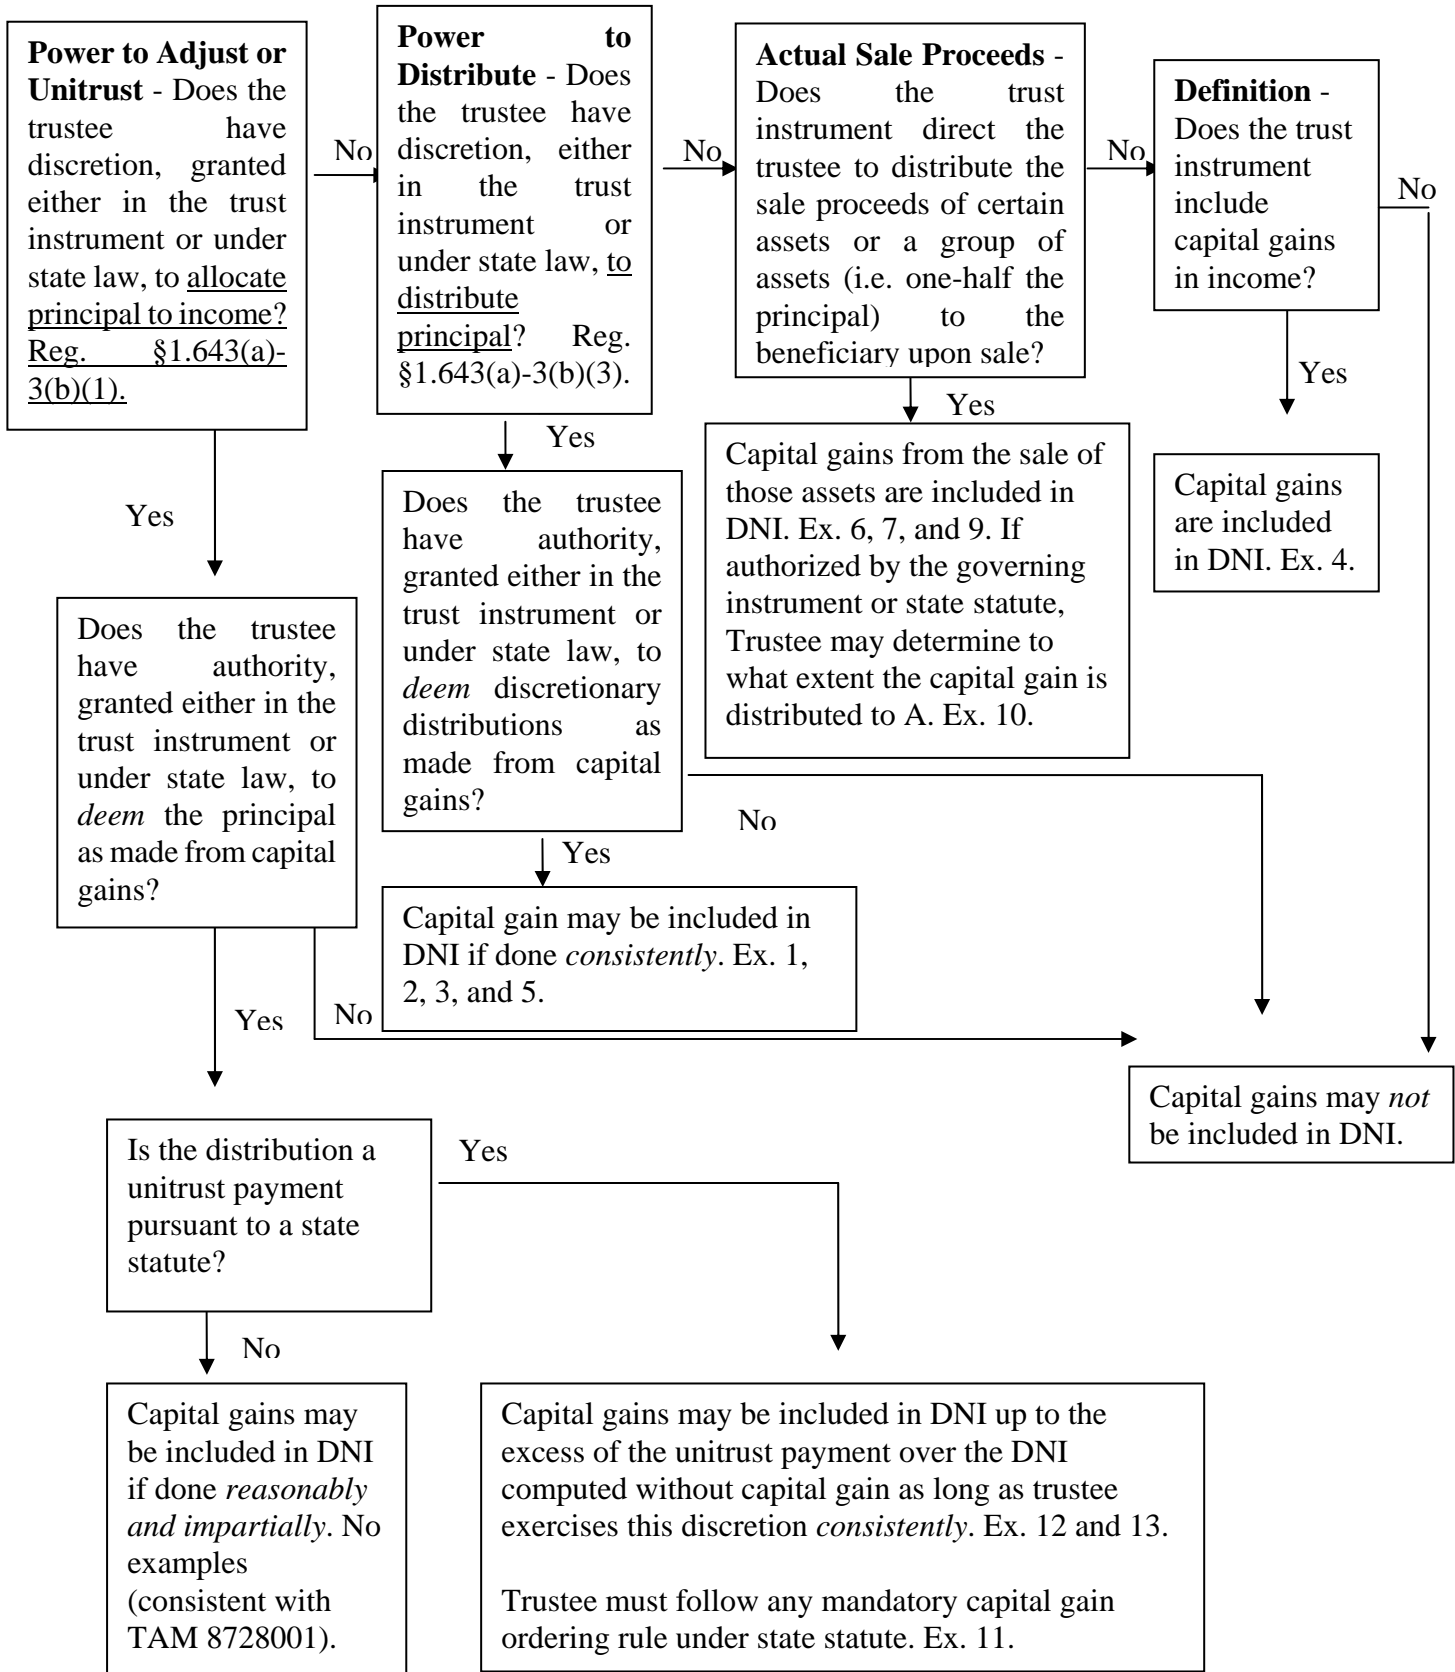 Power to Adjust or
Unitrust - Does the
trustee have
discretion, granted
either in the trust
instrument or under
state law, to allocate
principal to income?
Reg. §1.643(a)-
3(b)(1).
No
Power to
Distribute - Does
the trustee have
discretion, either
in the trust
instrument or
under state law, to
distribute
principal? Reg.
§1.643(a)-3(b)(3).
No
Actual Sale Proceeds -
Does the trust
instrument direct the
trustee to distribute the
sale proceeds of certain
assets or a group of
assets (i.e. one-half the
principal) to the
beneficiary upon sale?
No
Definition -
Does the trust
instrument
include
capital gains
in income?
No
Yes
Yes
Yes
Yes
Does the trustee
have authority,
granted either in the
trust instrument or
under state law, to
deem the principal
as made from capital
gains?
Does the trustee
have authority,
granted either in the
trust instrument or
under state law, to
deem discretionary
distributions as
made from capital
gains?
Capital gains from the sale of
those assets are included in
DNI. Ex. 6, 7, and 9. If
authorized by the governing
instrument or state statute,
Trustee may determine to
what extent the capital gain is
distributed to A. Ex. 10.
Capital gains
are included
in DNI. Ex. 4.
No
Yes
Capital gain may be included in
DNI if done consistently. Ex. 1,
2, 3, and 5.
Yes
No
Capital gains may not
be included in DNI.
Is the distribution a
unitrust payment
pursuant to a state
statute?
Yes
No
Capital gains may
be included in DNI
if done reasonably
and impartially. No
examples
(consistent with
TAM 8728001).
Capital gains may be included in DNI up to the
excess of the unitrust payment over the DNI
computed without capital gain as long as trustee
exercises this discretion consistently. Ex. 12 and 13.
Trustee must follow any mandatory capital gain
ordering rule under state statute. Ex. 11.